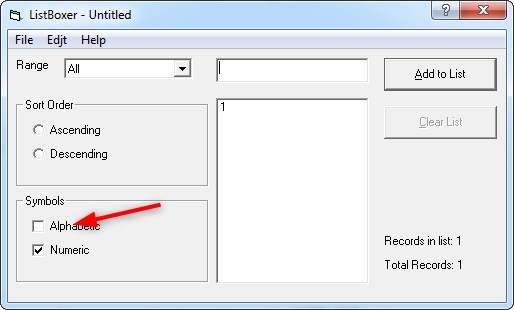 ListBoxer - Untitled
File Edjt Help
Range All Add to List
Sort Order 1 Clear List
Ascending
Descending
Symbols
Alphabetic
Numeric
Records in list: 1
Total Records: 1